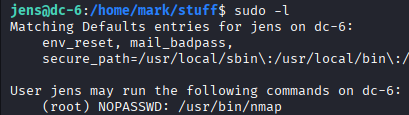 jens@dc-6:/home/mark/stuff$ sudo -l
Matching Defaults entries for jens on dc-6:
env_reset, mail_badpass,
secure_path=/usr/local/sbin\:/usr/local/bin\:/
User jens may run the following commands on dc-6:
(root) NOPASSWD: /usr/bin/nmap